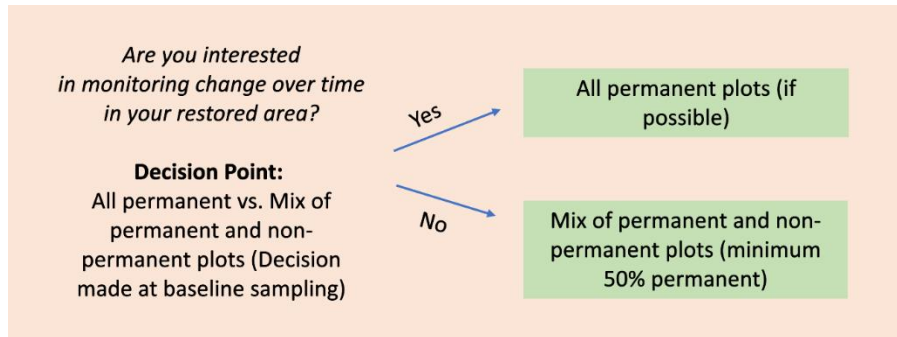 Are you interested
in monitoring change over time
in your restored area?
Decision Point:
All permanent vs. Mix of
permanent and non-
permanent plots (Decision
made at baseline sampling)
Yes
No
All permanent plots (if
possible)
Mix of permanent and non-
permanent plots (minimum
50% permanent)